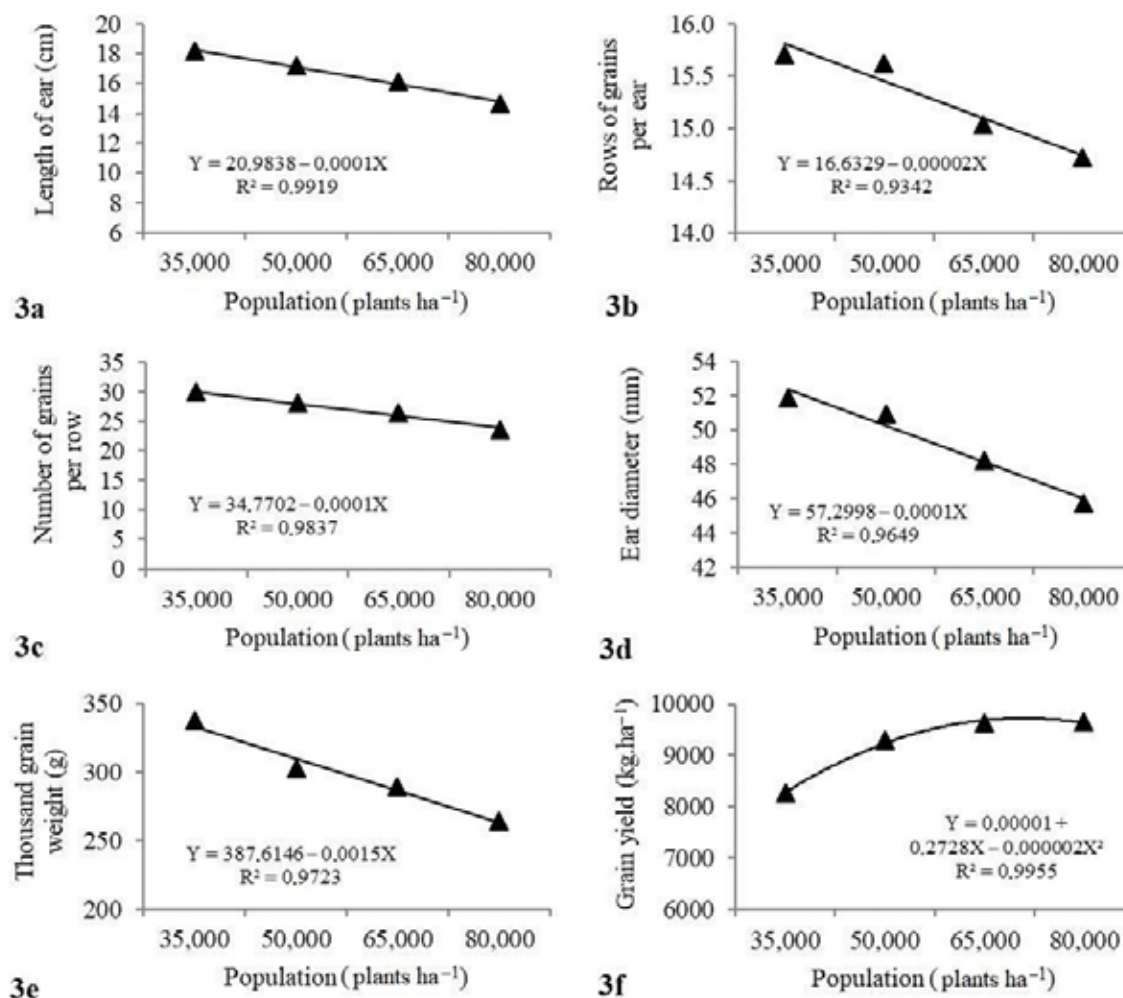 Length of ear (cm)
20
18
16
14
12
10
8
6
Y = 20.9838 – 0.0001X
R² = 0.9919
35,000 50,000 65,000 80,000
Population ( plants ha⁻¹)
3a
Rows of grains
per ear
16.0
15.5
15.0
14.5
14.0
Y = 16.6329 – 0.00002X
R² = 0.9342
35,000 50,000 65,000 80,000
Population ( plants ha⁻¹)
3b
Number of grains
per row
35
30
25
20
15
10
5
0
Y = 34.7702 – 0.0001X
R² = 0.9837
35,000 50,000 65,000 80,000
Population ( plants ha⁻¹)
3c
Ear diameter (mm)
54
52
50
48
46
44
42
Y = 57.2998 – 0.0001X
R² = 0.9649
35,000 50,000 65,000 80,000
Population ( plants ha⁻¹)
3d
Thousand grain
weight (g)
350
300
250
200
Y = 387.6146 – 0.0015X
R² = 0.9723
35,000 50,000 65,000 80,000
Population ( plants ha⁻¹)
3e
Grain yield (kg.ha⁻¹)
10000
9000
8000
7000
6000
Y = 0.00001 +
0.2728X – 0.000002X²
R² = 0.9955
35,000 50,000 65,000 80,000
Population ( plants ha⁻¹)
3f